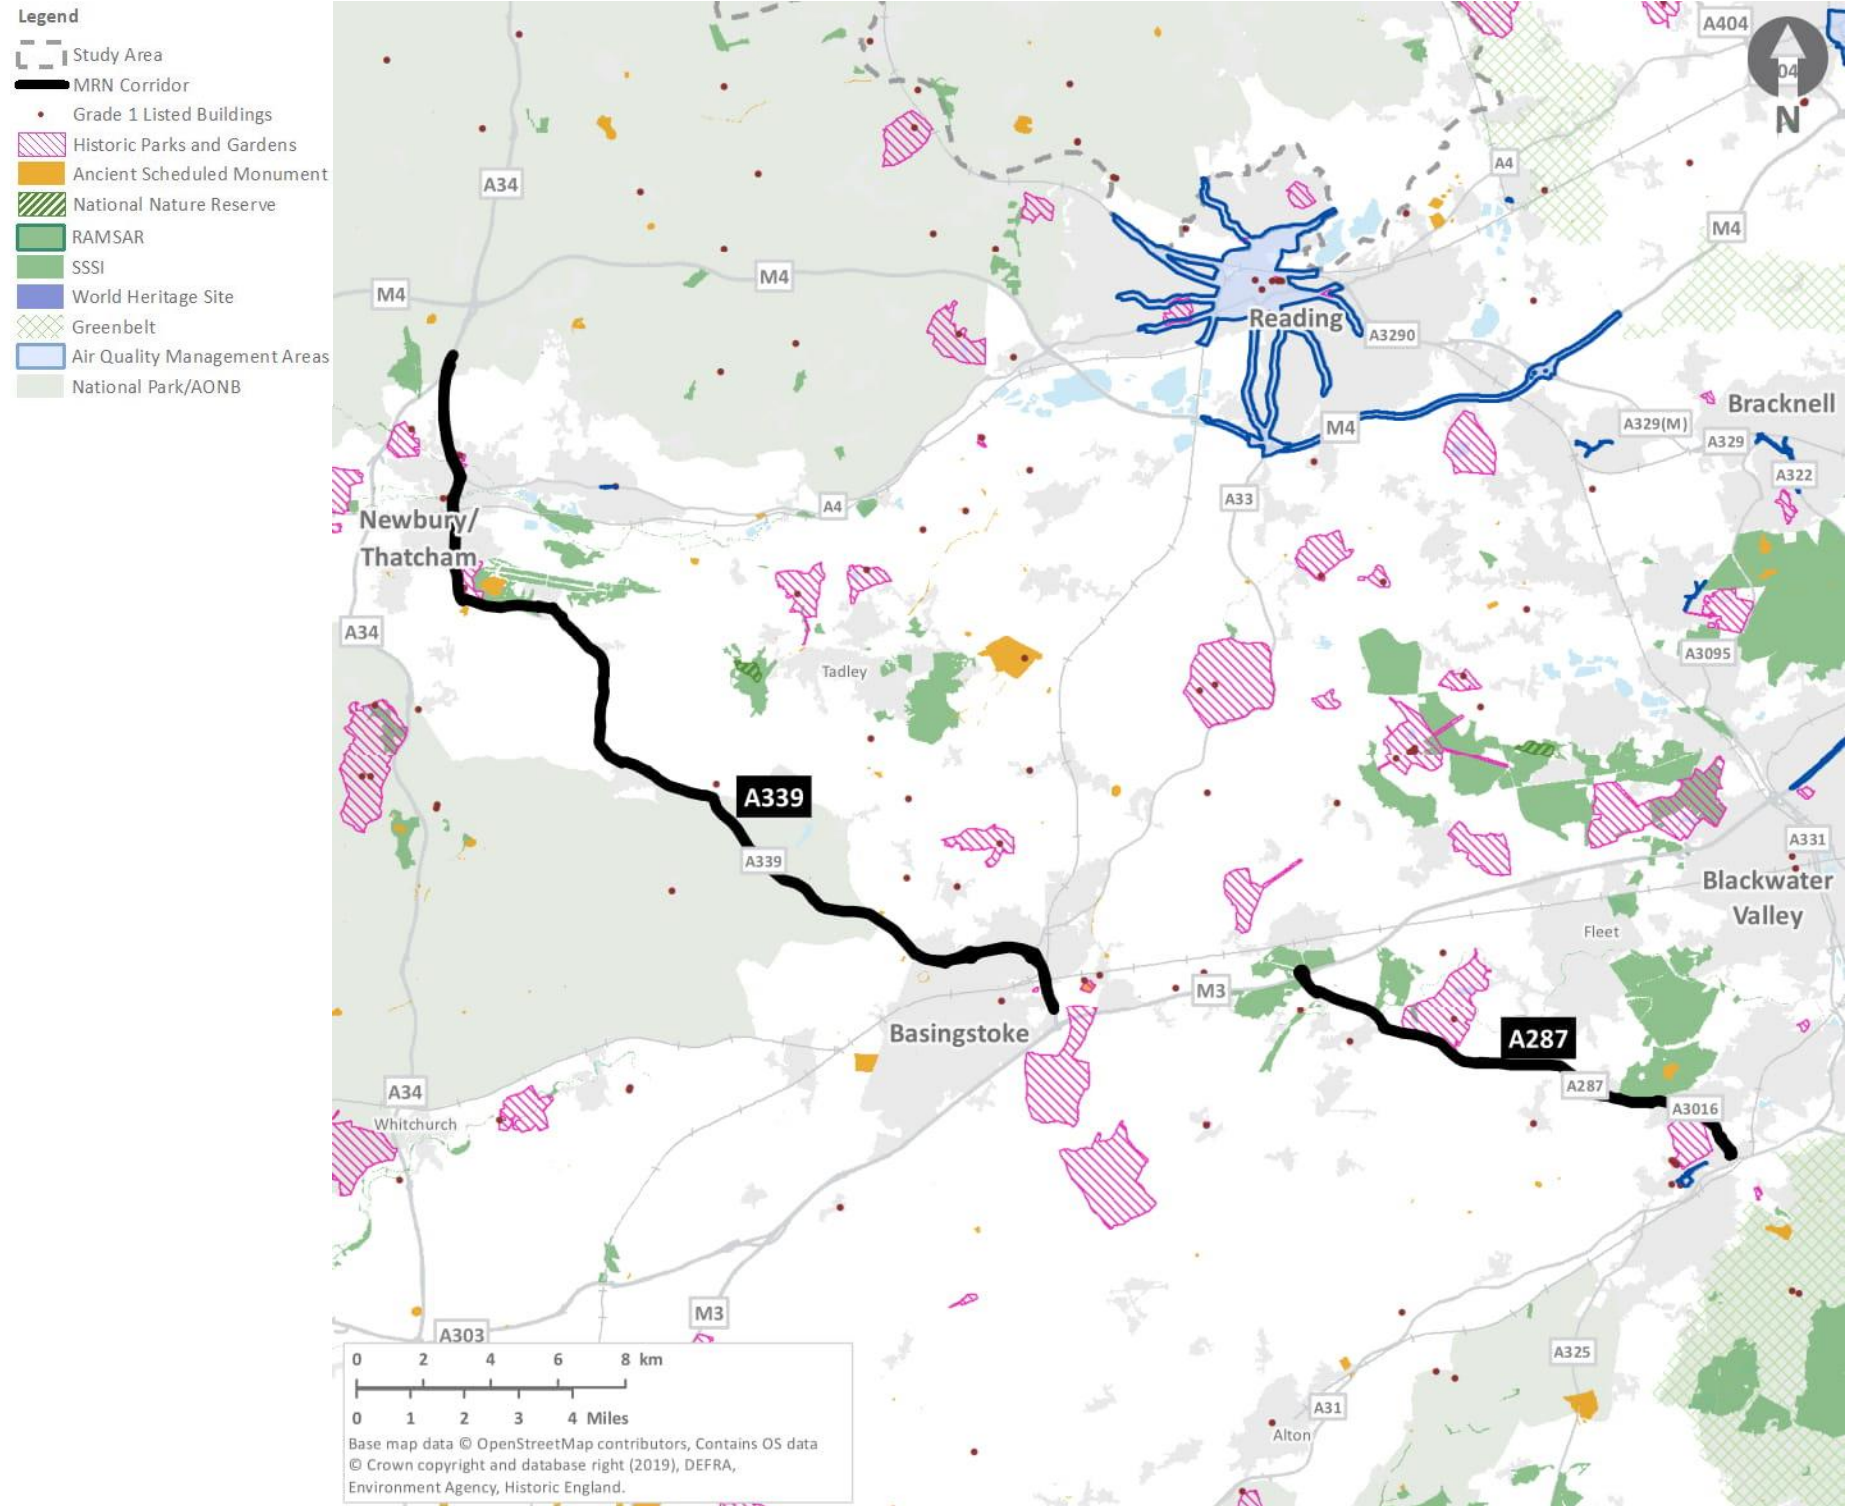 Legend
Study Area
MRN Corridor
Grade 1 Listed Buildings
Historic Parks and Gardens
Ancient Scheduled Monument
National Nature Reserve
RAMSAR
SSSI
World Heritage Site
Greenbelt
Air Quality Management Areas
National Park/AONB
A404
04
N
A4
A34
M4
M4
M4
Reading
A3290
Bracknell
A329(M)
A329
M4
A322
A33
A4
Newbury/
Thatcham
A34
A3095
Tadley
A339
A339
A331
Blackwater
Valley
Fleet
M3
Basingstoke
A287
A287
A34
A3016
Whitchurch
M3
A303
A325
A31
Alton
0 2 4 6 8 km
0 1 2 3 4 Miles
Base map data © OpenStreetMap contributors, Contains OS data
© Crown copyright and database right (2019), DEFRA,
Environment Agency, Historic England.